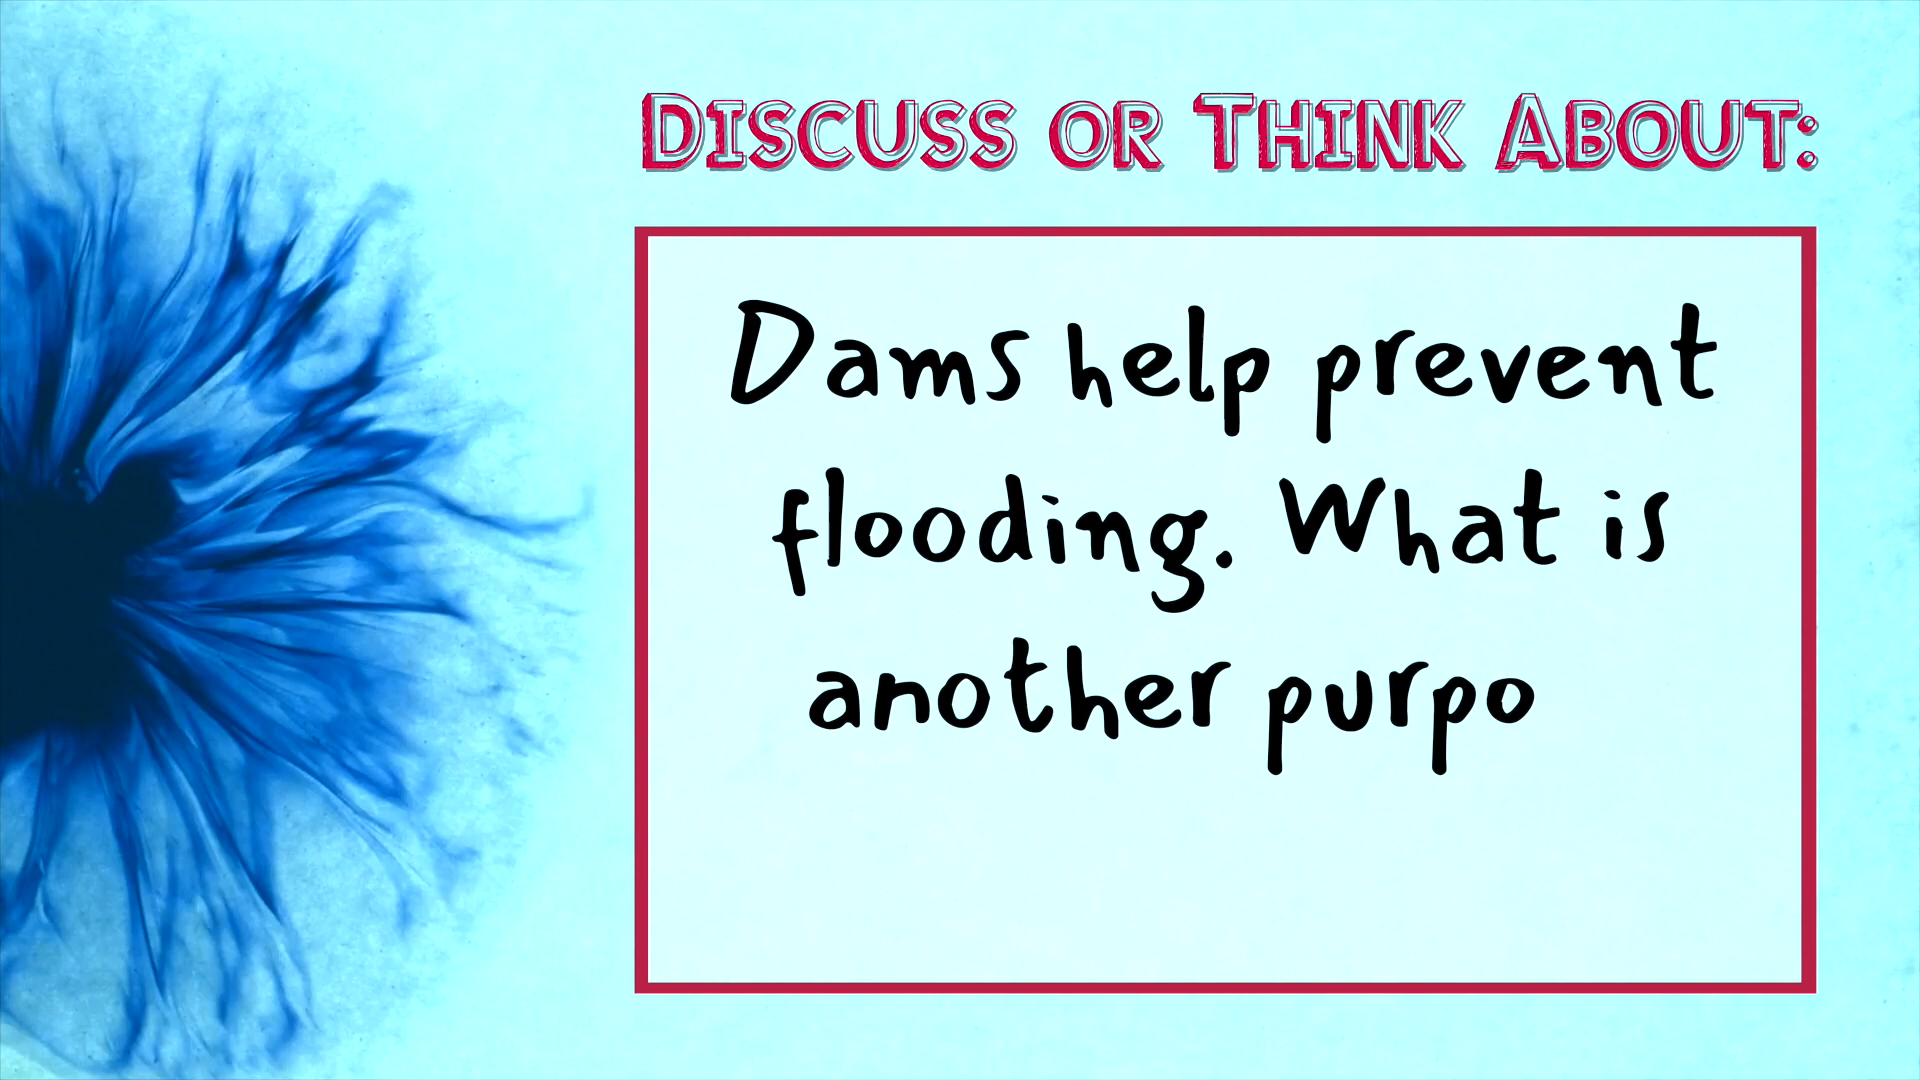 Discuss or Think About:
Dams help prevent
flooding. What is
another purpo